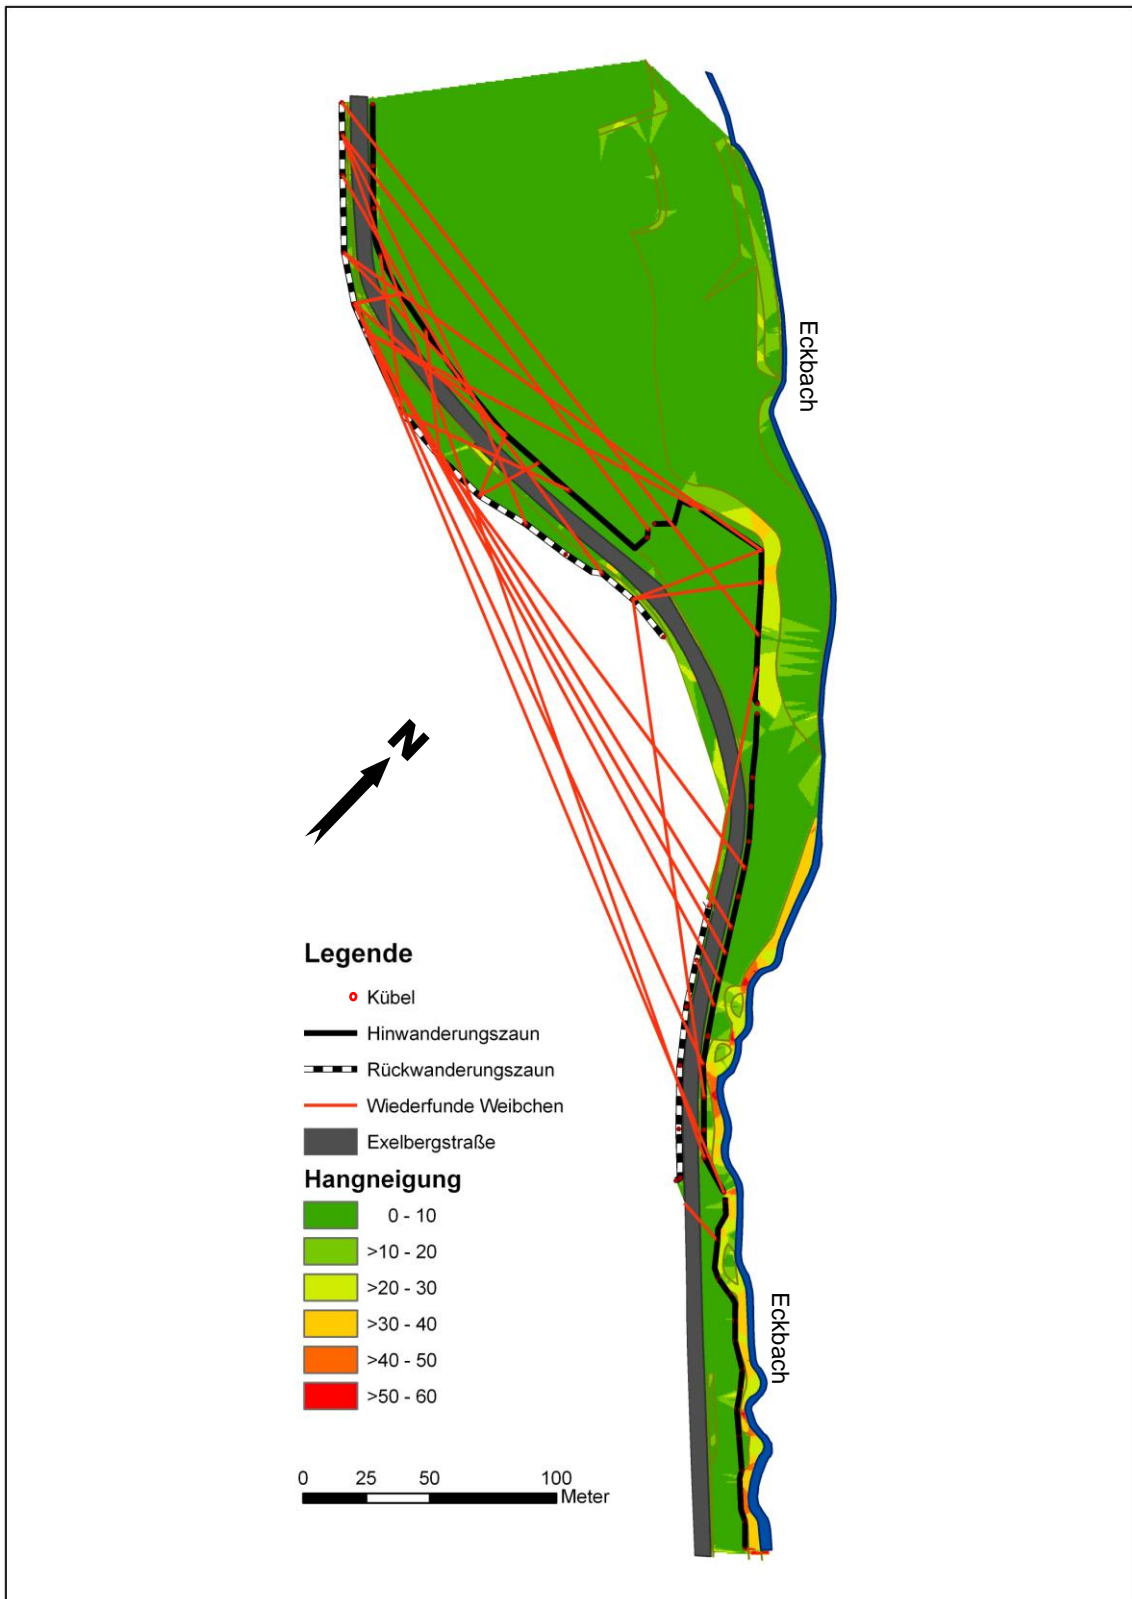 Eckbach
N
Legende
Kübel
Hinwanderungszaun
Rückwanderungszaun
Wiederfunde Weibchen
Exelbergstraße
Hangneigung
0 - 10
>10 - 20
>20 - 30
>30 - 40
>40 - 50
>50 - 60
Eckbach
0 25 50 100
Meter